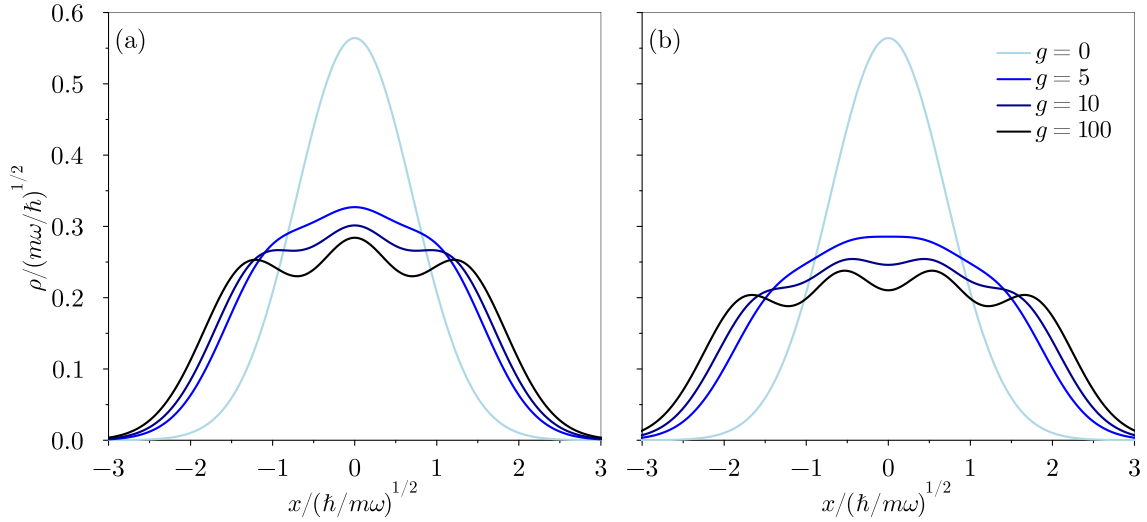 0.6
(a)
(b)
g = 0
g = 5
g = 10
g = 100
0.5
0.4
0.3
0.2
0.1
0.0
ρ/(mω/ħ)^{1/2}
−3 −2 −1 0 1 2 3
−3 −2 −1 0 1 2 3
x/(ħ/mω)^{1/2}
x/(ħ/mω)^{1/2}